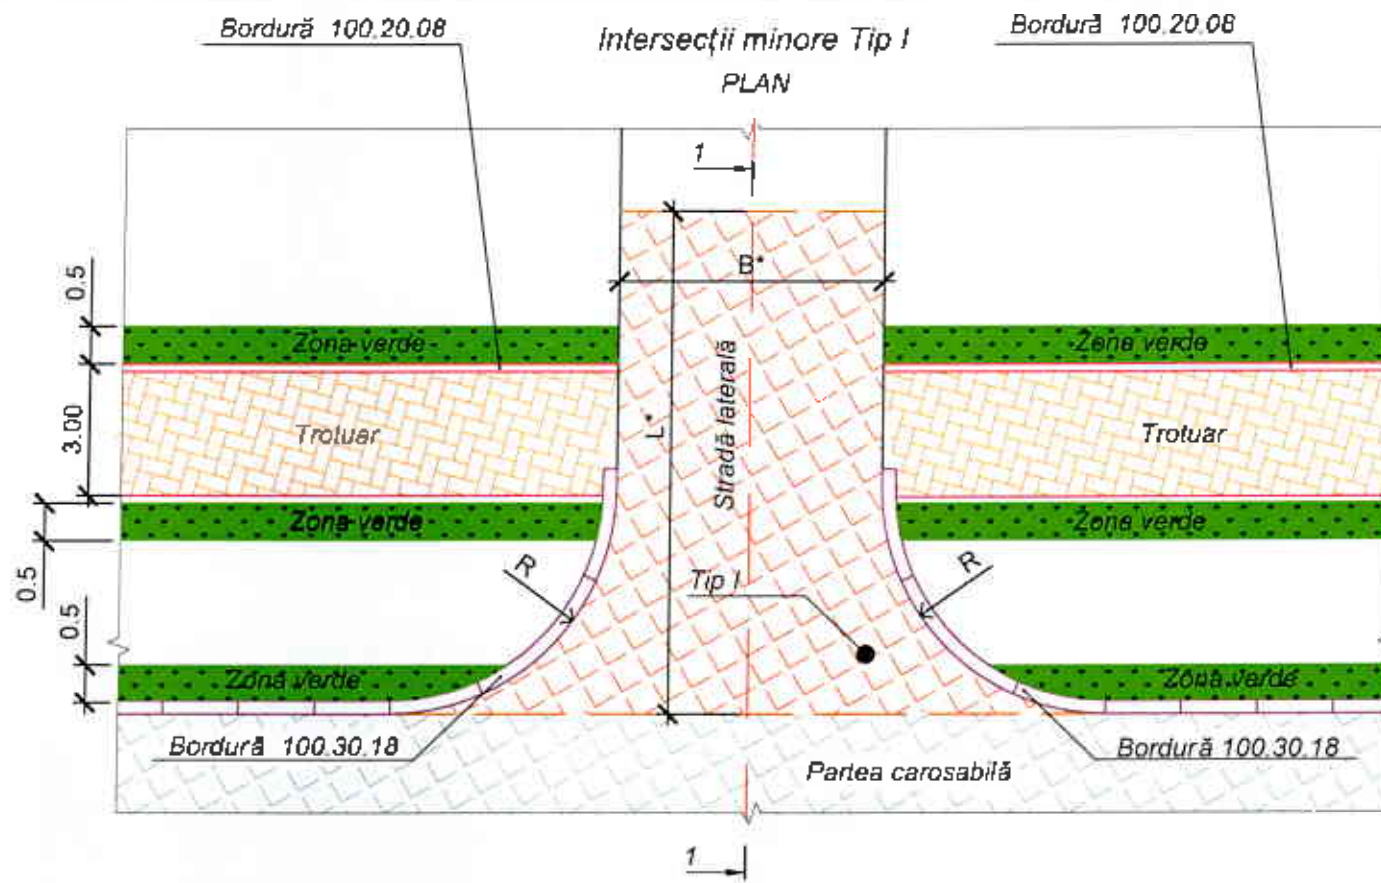 Bordură 100.20.08
Intersecții minore Tip I
Bordură 100.20.08
PLAN
1
0.5
B*
Zona verde
Zona verde
3.00
Trotuar
L*
Stradă laterală
Trotuar
Zona verde
Zona verde
0.5
R
Tip I
R
0.5
Zona verde
Zona verde
Bordură 100.30.18
Bordură 100.30.18
Partea carosabilă
1